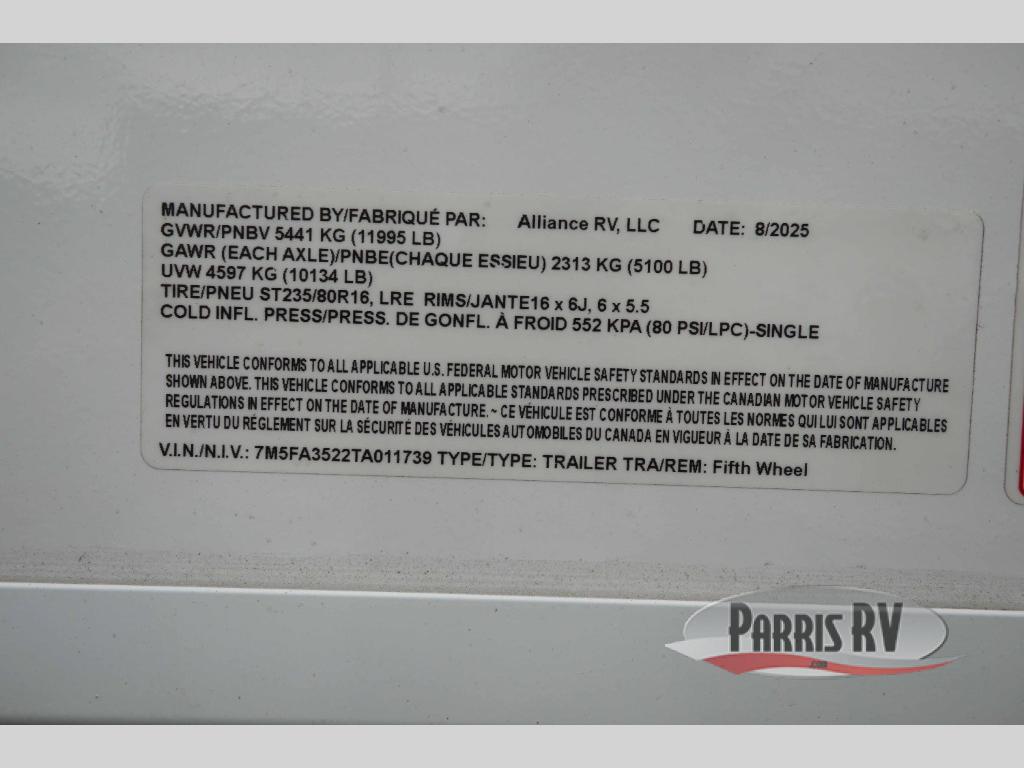 MANUFACTURED BY/FABRIQUÉ PAR: Alliance RV, LLC DATE: 8/2025
GVWR/PNBV 5441 KG (11995 LB)
GAWR (EACH AXLE)/PNBE(CHAQUE ESSIEU) 2313 KG (5100 LB)
UVW 4597 KG (10134 LB)
TIRE/PNEU ST235/80R16, LRE RIMS/JANTE16 x 6J, 6 x 5.5
COLD INFL. PRESS/PRESS. DE GONFL. À FROID 552 KPA (80 PSI/LPC)-SINGLE
THIS VEHICLE CONFORMS TO ALL APPLICABLE U.S. FEDERAL MOTOR VEHICLE SAFETY STANDARDS IN EFFECT ON THE DATE OF MANUFACTURE
SHOWN ABOVE. THIS VEHICLE CONFORMS TO ALL APPLICABLE STANDARDS PRESCRIBED UNDER THE CANADIAN MOTOR VEHICLE SAFETY
REGULATIONS IN EFFECT ON THE DATE OF MANUFACTURE. ~ CE VÉHICULE EST CONFORME À TOUTES LES NORMES QUI LUI SONT APPLICABLES
EN VERTU DU RÉGLEMENT SUR LA SÉCURITÉ DES VÉHICULES AUTOMOBILES DU CANADA EN VIGUEUR À LA DATE DE SA FABRICATION.
V.I.N./N.I.V.: 7M5FA3522TA011739 TYPE/TYPE: TRAILER TRA/REM: Fifth Wheel
PARRIS RV
.com